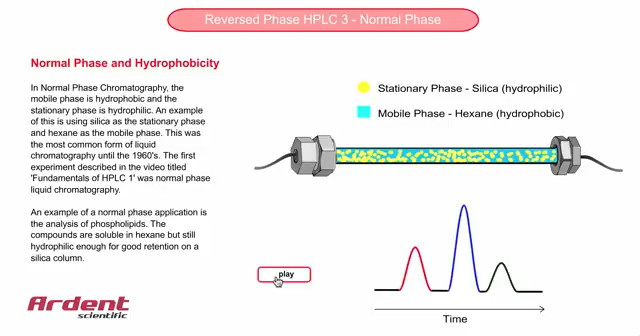 Reversed Phase HPLC 3 - Normal Phase
Normal Phase and Hydrophobicity
In Normal Phase Chromatography, the
mobile phase is hydrophobic and the
stationary phase is hydrophilic. An example
of this is using silica as the stationary phase
and hexane as the mobile phase. This was
the most common form of liquid
chromatography until the 1960's. The first
experiment described in the video titled
'Fundamentals of HPLC 1' was normal phase
liquid chromatography.
An example of a normal phase application is
the analysis of phospholipids. The
compounds are soluble in hexane but still
hydrophilic enough for good retention on a
silica column.
Stationary Phase - Silica (hydrophilic)
Mobile Phase - Hexane (hydrophobic)
play
Time
Ardent
scientific